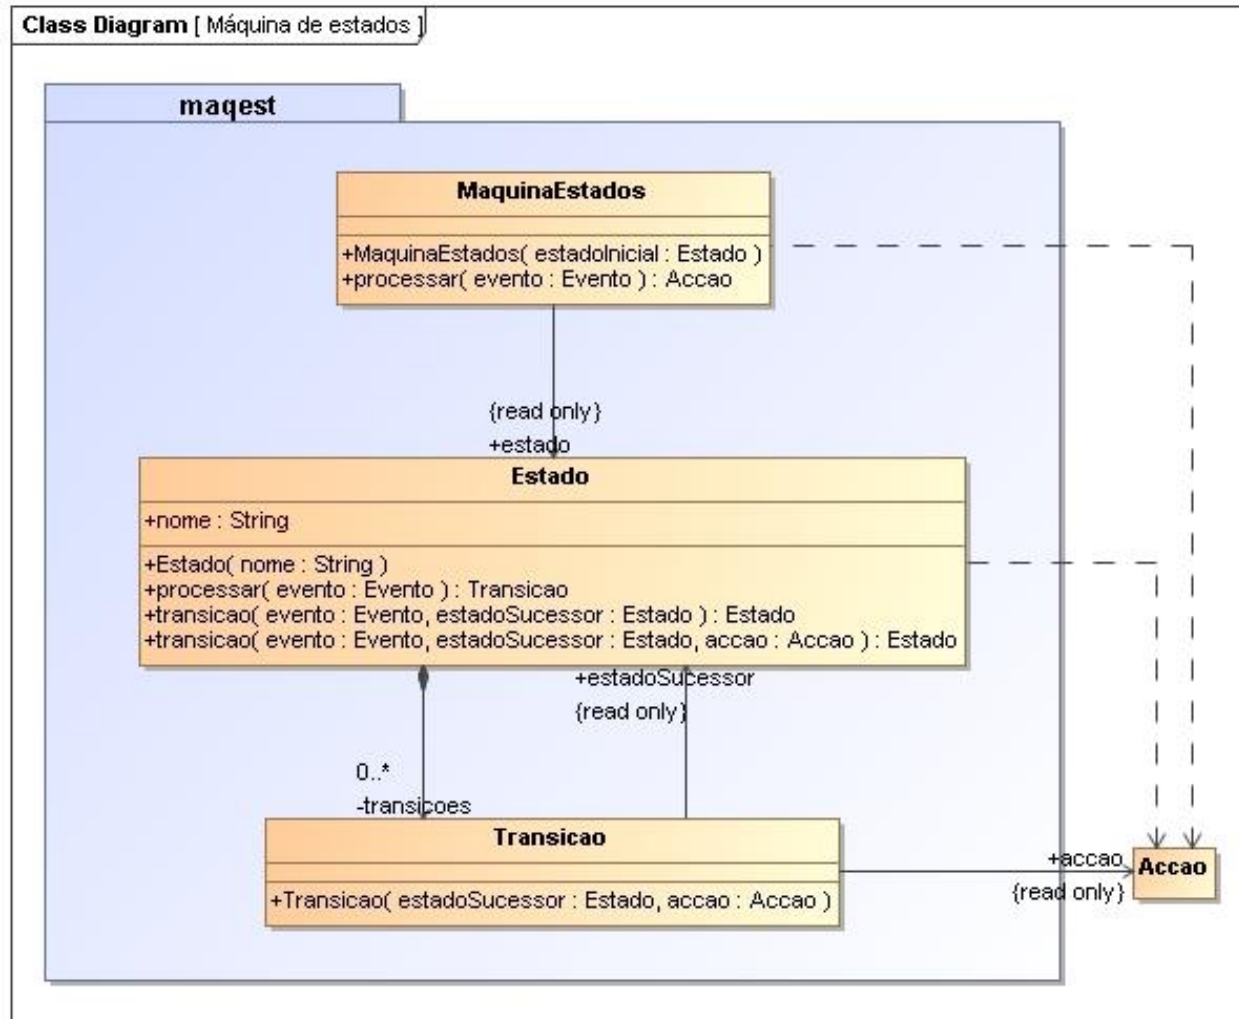 Class Diagram [ Máquina de estados ]
maqest
MaquinaEstados
+MaquinaEstados( estadoInicial : Estado )
+processar( evento : Evento ) : Accao
{read only}
+estado
Estado
+nome : String
+Estado( nome : String )
+processar( evento : Evento ) : Transicao
+transicao( evento : Evento, estadoSucessor : Estado ) : Estado
+transicao( evento : Evento, estadoSucessor : Estado, accao : Accao ) : Estado
+estadoSucessor
{read only}
0..*
-transicoes
Transicao
+Transicao( estadoSucessor : Estado, accao : Accao )
+accao
{read only}
Accao